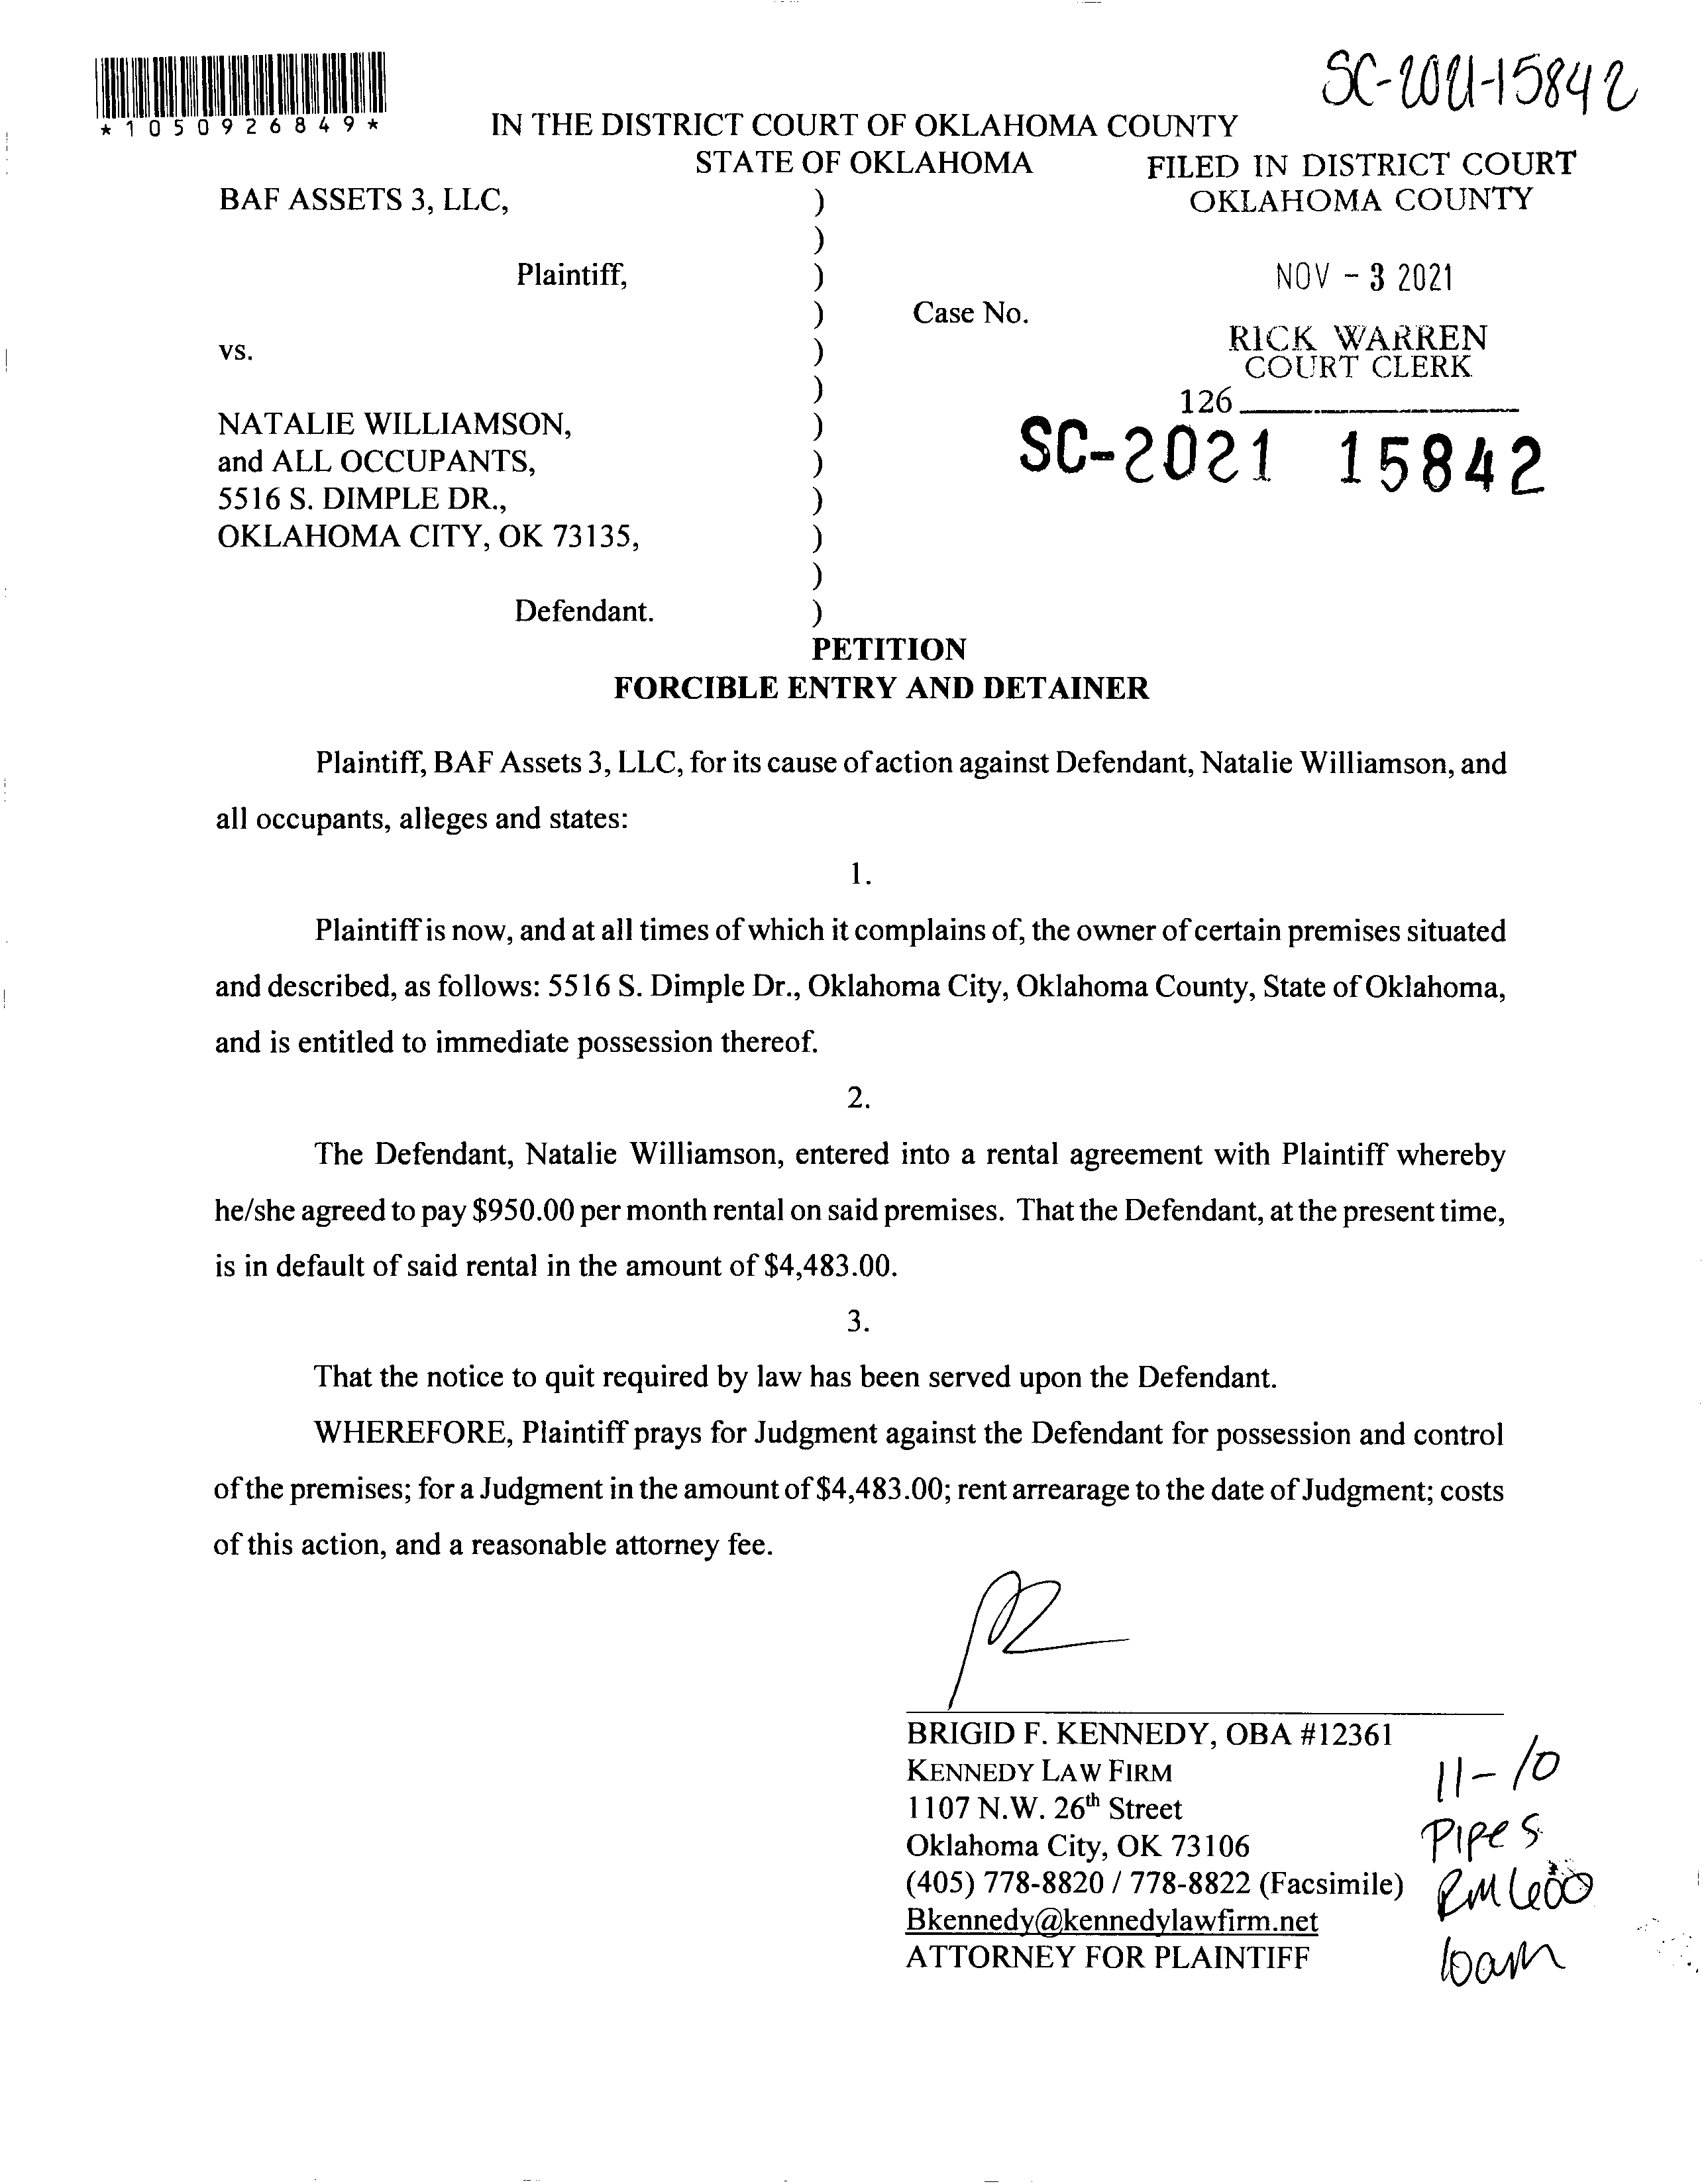 SC-2021-15842
*1050926849*
IN THE DISTRICT COURT OF OKLAHOMA COUNTY
STATE OF OKLAHOMA
FILED IN DISTRICT COURT
OKLAHOMA COUNTY
BAF ASSETS 3, LLC, )
)
Plaintiff, )
NOV - 3 2021
) Case No.
vs. )
RICK WARREN
COURT CLERK
)
126
NATALIE WILLIAMSON, )
SC-2021 15842
and ALL OCCUPANTS, )
5516 S. DIMPLE DR., )
OKLAHOMA CITY, OK 73135, )
)
Defendant. )
PETITION
FORCIBLE ENTRY AND DETAINER
Plaintiff, BAF Assets 3, LLC, for its cause of action against Defendant, Natalie Williamson, and
all occupants, alleges and states:
1.
Plaintiff is now, and at all times of which it complains of, the owner of certain premises situated
and described, as follows: 5516 S. Dimple Dr., Oklahoma City, Oklahoma County, State of Oklahoma,
and is entitled to immediate possession thereof.
2.
The Defendant, Natalie Williamson, entered into a rental agreement with Plaintiff whereby
he/she agreed to pay $950.00 per month rental on said premises. That the Defendant, at the present time,
is in default of said rental in the amount of $4,483.00.
3.
That the notice to quit required by law has been served upon the Defendant.
WHEREFORE, Plaintiff prays for Judgment against the Defendant for possession and control
of the premises; for a Judgment in the amount of $4,483.00; rent arrearage to the date of Judgment; costs
of this action, and a reasonable attorney fee.
BRIGID F. KENNEDY, OBA #12361
KENNEDY LAW FIRM
1107 N.W. 26th Street
Oklahoma City, OK 73106
(405) 778-8820 / 778-8822 (Facsimile)
Bkennedy@kennedylawfirm.net
ATTORNEY FOR PLAINTIFF
11-10
Pipes
RM 600
10am